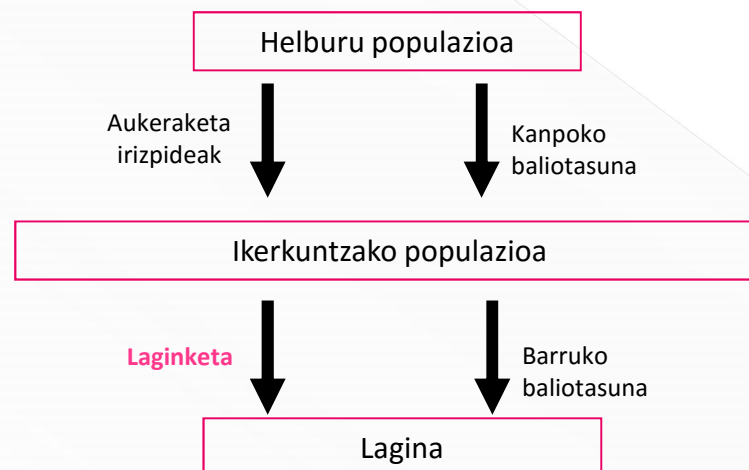 Helburu populazioa
Aukeraketa
irizpideak
Kanpoko
baliotasuna
Ikerkuntzako populazioa
Laginketa
Barruko
baliotasuna
Lagina